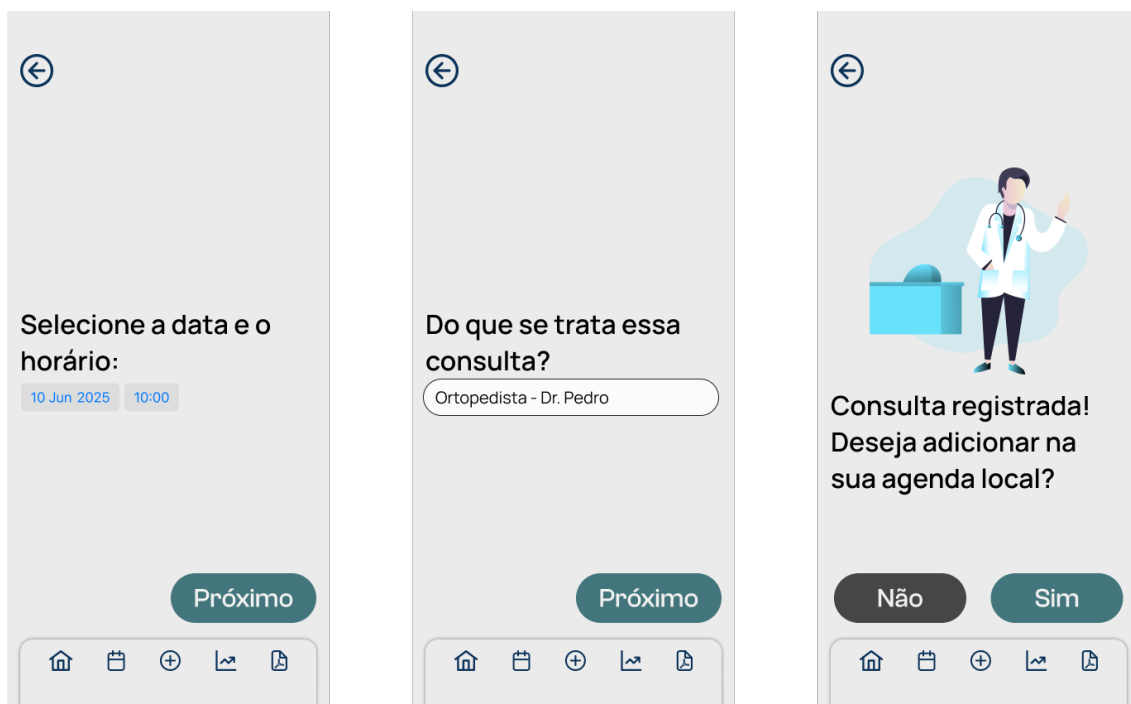 Selecione a data e o
horário:
10 Jun 2025 10:00
Próximo
Do que se trata essa
consulta?
Ortopedista - Dr. Pedro
Próximo
Consulta registrada!
Deseja adicionar na
sua agenda local?
Não Sim